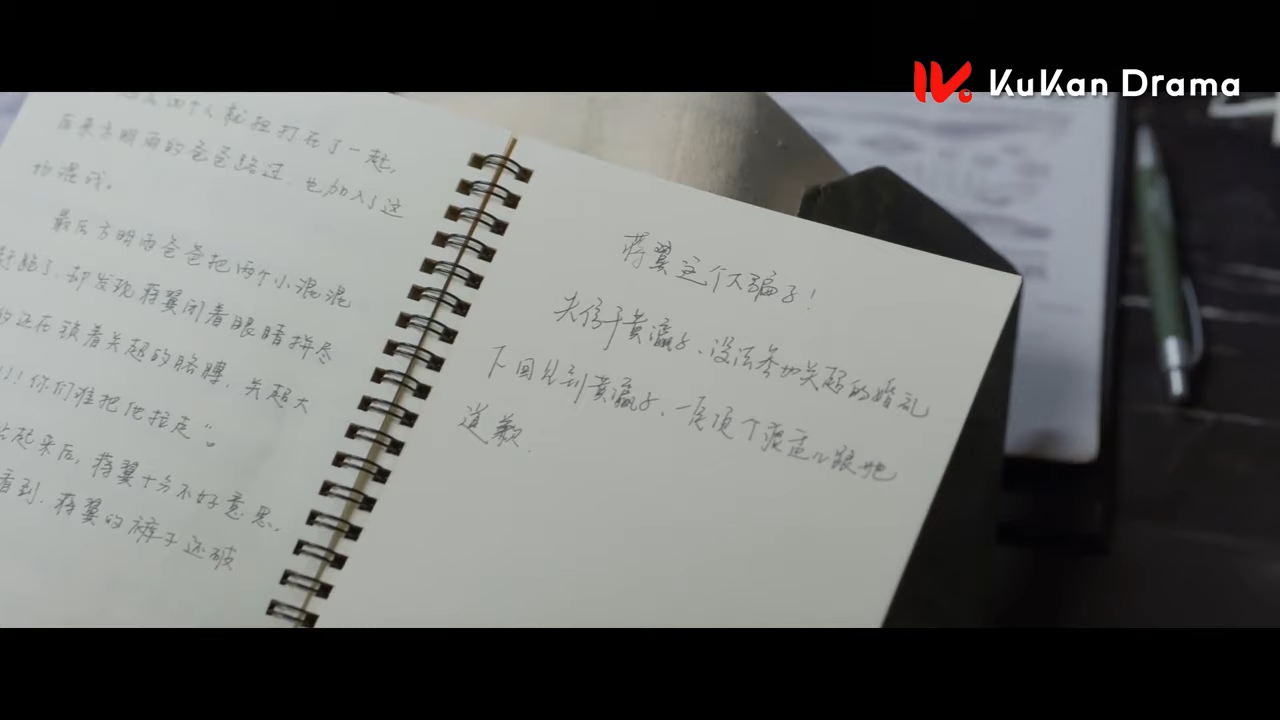 KuKan Drama
四个人就扭打在了一起,
后来方明雨的爸爸路过,也加入了这
场混战。
最后方明雨爸爸把两个小混混
赶跑了,却发现蒋翼闭着眼睛拼尽
的还在锁着关超的胳膊,关超大
!!!你们谁把他拉走”。
站起来后,蒋翼十分不好意思,
看到,蒋翼的裤子还破
蒋翼这个大骗子!
失信于黄瀛子、没法参加关超的婚礼
下回见到黄瀛子、一定顶个痰盂儿跟她
道歉.